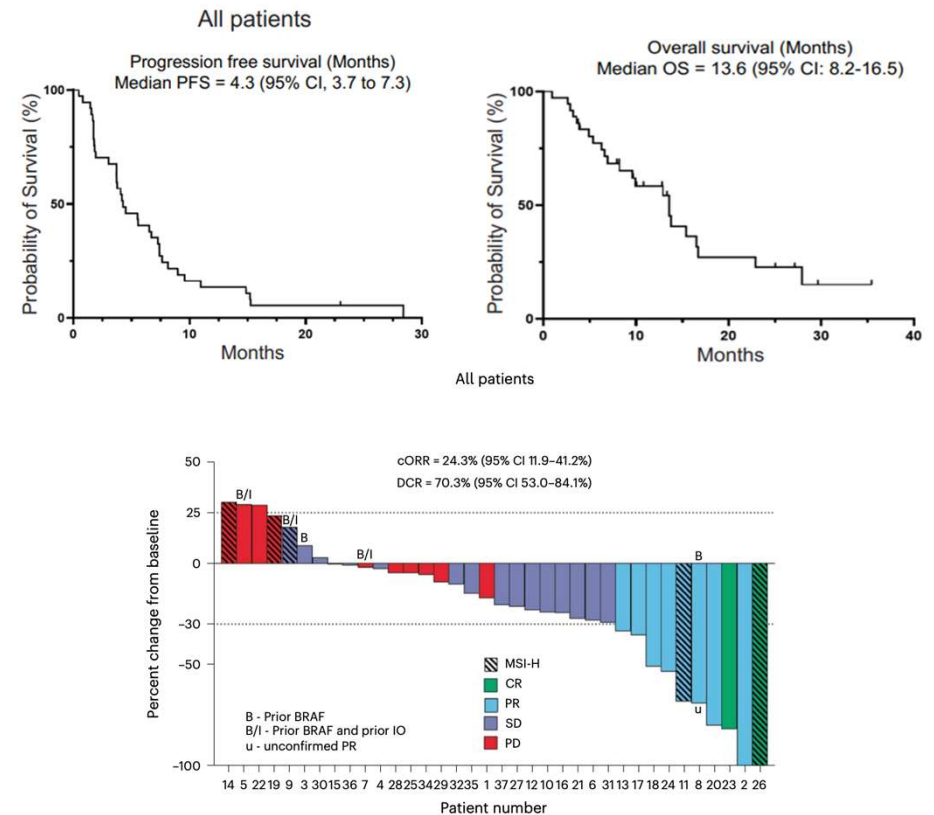 All patients
Progression free survival (Months)
Median PFS = 4.3 (95% CI, 3.7 to 7.3)
Probability of Survival (%)
100
50
0
0 10 20 30
Months
Overall survival (Months)
Median OS = 13.6 (95% CI: 8.2-16.5)
Probability of Survival (%)
100
50
0
0 10 20 30 40
Months
All patients
cORR = 24.3% (95% CI 11.9–41.2%)
DCR = 70.3% (95% CI 53.0–84.1%)
Percent change from baseline
50
25
0
–30
–50
–100
B/I
B/I
B
B/I
B
u
MSI-H
CR
PR
SD
PD
B - Prior BRAF
B/I - Prior BRAF and prior IO
u - unconfirmed PR
14 5 22 19 9 3 30 15 36 7 4 28 25 34 29 32 35 1 37 27 12 10 16 21 6 31 13 17 18 24 11 8 20 23 2 26
Patient number